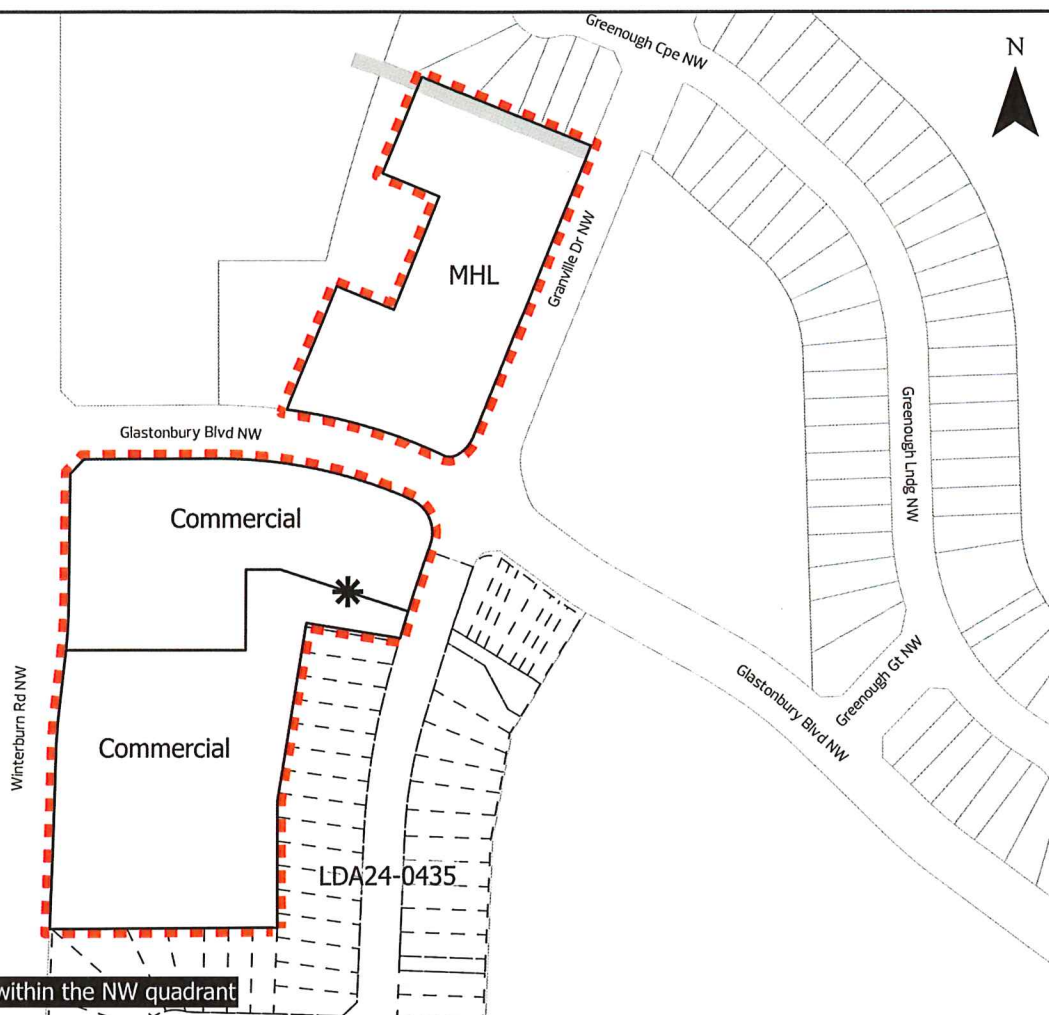 Greenough Cpe NW
N
MHL
Granville Dr NW
Glastonbury Blvd NW
Greenough Lndg NW
Commercial
Winterburn Rd NW
Commercial
Glastonbury Blvd NW
Greenough Gt NW
LDA24-0435
within the NW quadrant